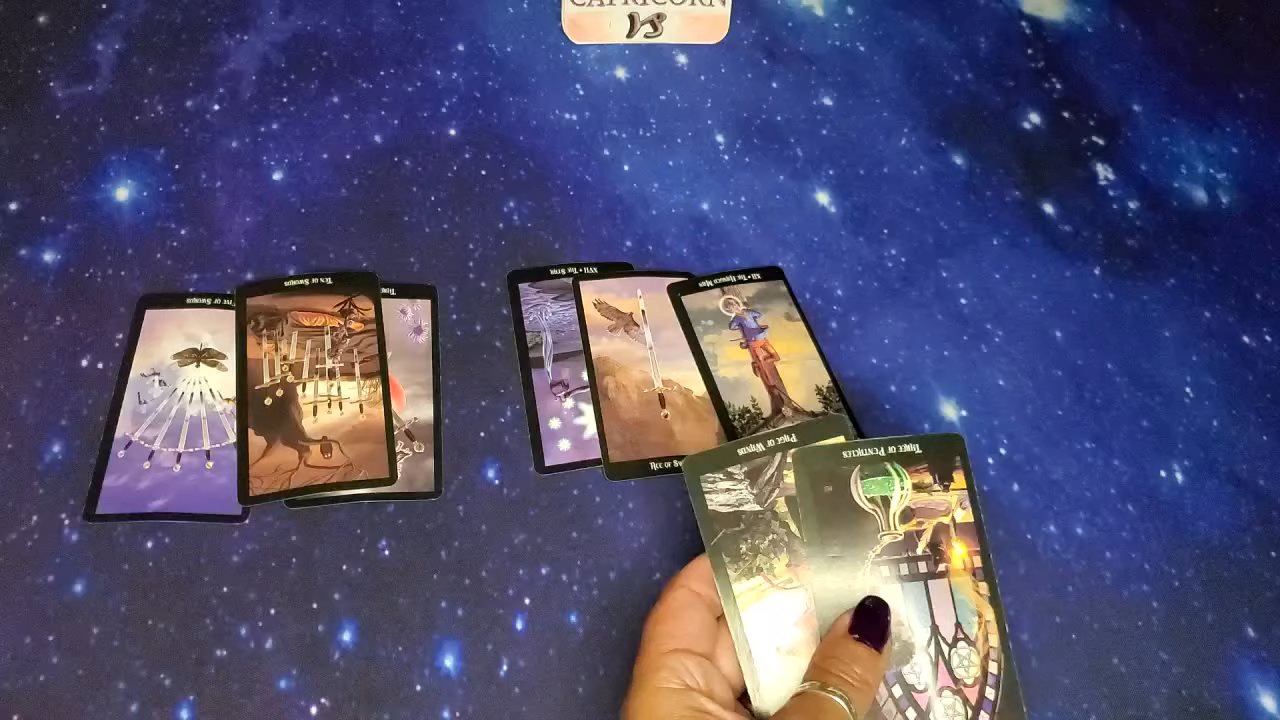 CAPRICORN
XVII • THE STAR
XII • THE HANGED MAN
TEN OF SWORDS
OF SWORDS
ACE OF
PAGE OF WANDS
THREE OF PENTACLES